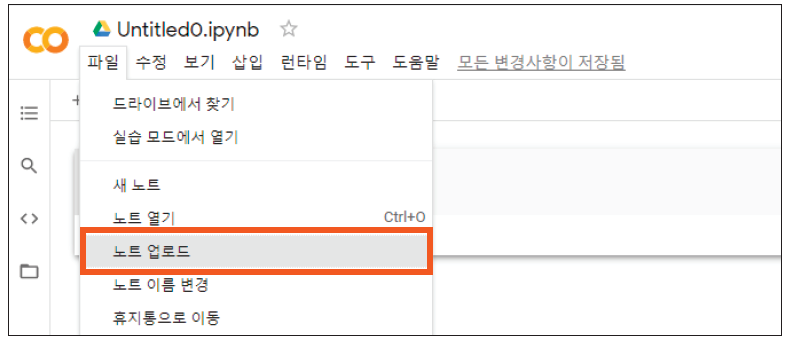 Untitled0.ipynb
파일 수정 보기 삽입 런타임 도구 도움말 모든 변경사항이 저장됨
+
드라이브에서 찾기
실습 모드에서 열기
새 노트
노트 열기 Ctrl+O
노트 업로드
노트 이름 변경
휴지통으로 이동